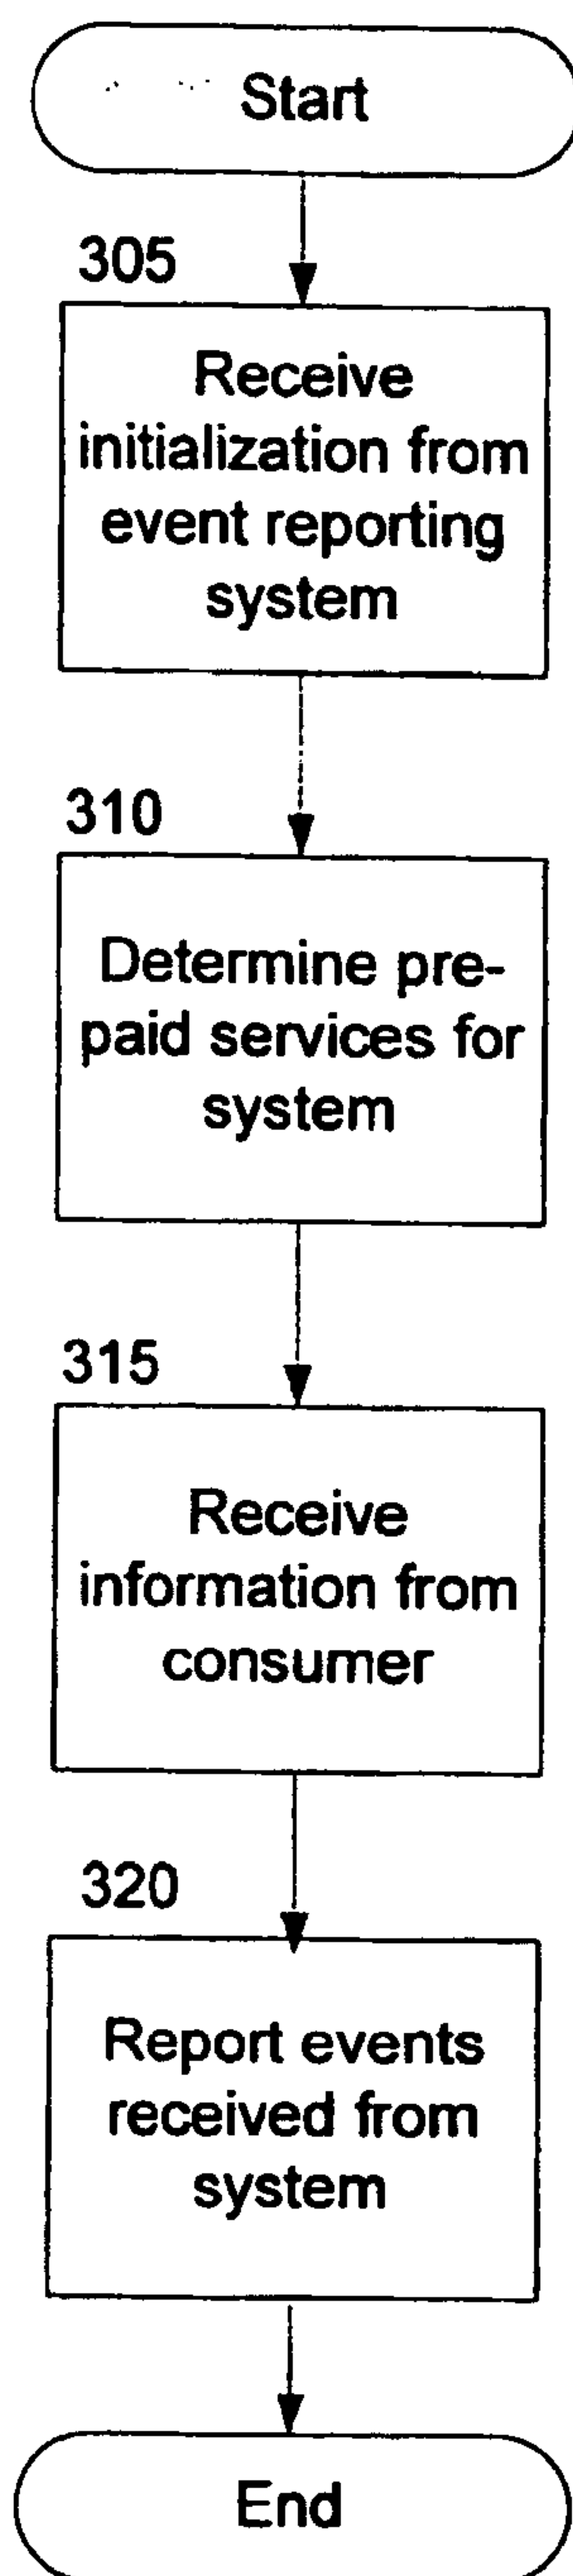 Start
305
Receive
initialization from
event reporting
system
310
Determine pre-
paid services for
system
315
Receive
information from
consumer
320
Report events
received from
system
End